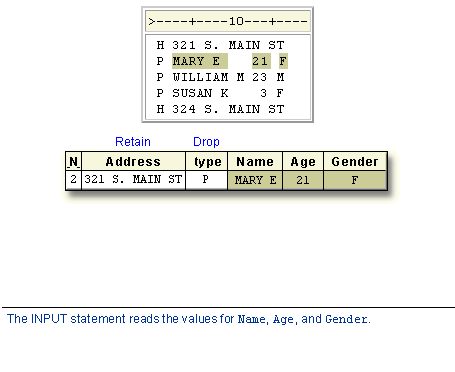 >----+----10---+----
H 321 S. MAIN ST
P MARY E    21 F
P WILLIAM M 23 M
P SUSAN K    3 F
H 324 S. MAIN ST
Retain Drop
_N_ Address type Name Age Gender
2 321 S. MAIN ST P MARY E 21 F
The INPUT statement reads the values for Name, Age, and Gender.